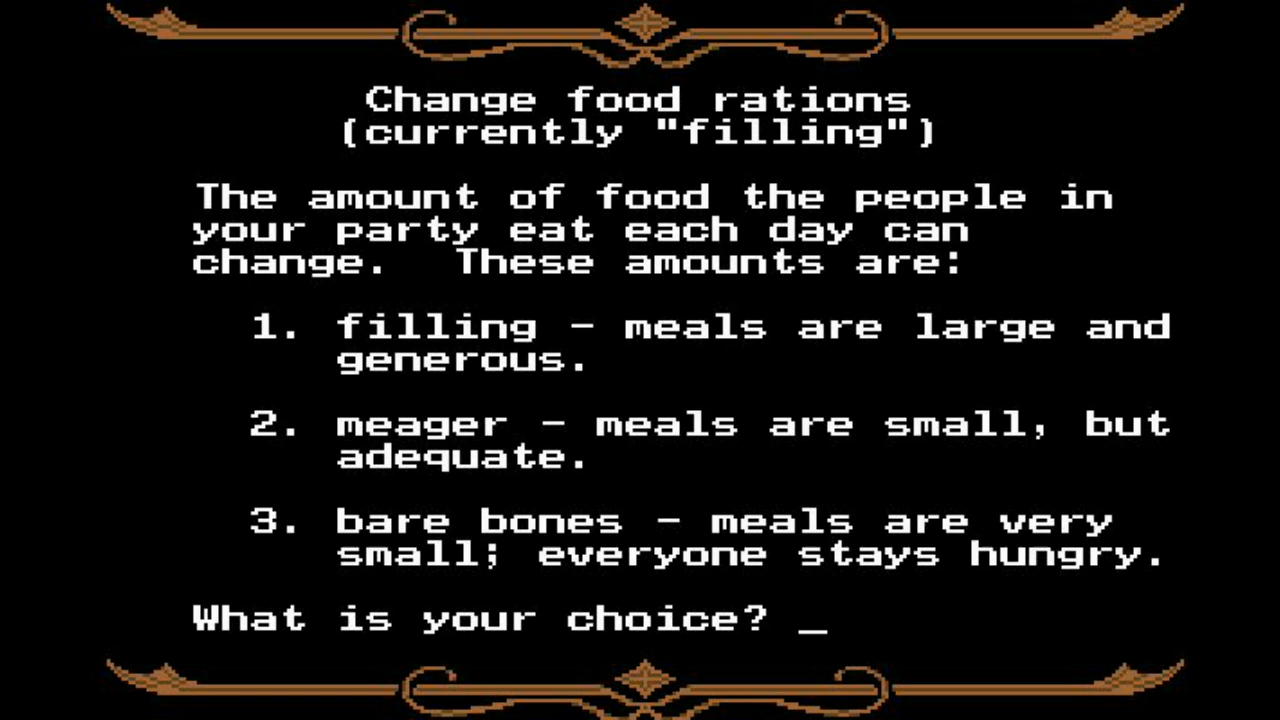 Change food rations
(currently "filling")
The amount of food the people in
your party eat each day can
change.  These amounts are:
1. filling - meals are large and
generous.
2. meager - meals are small, but
adequate.
3. bare bones - meals are very
small; everyone stays hungry.
What is your choice? _